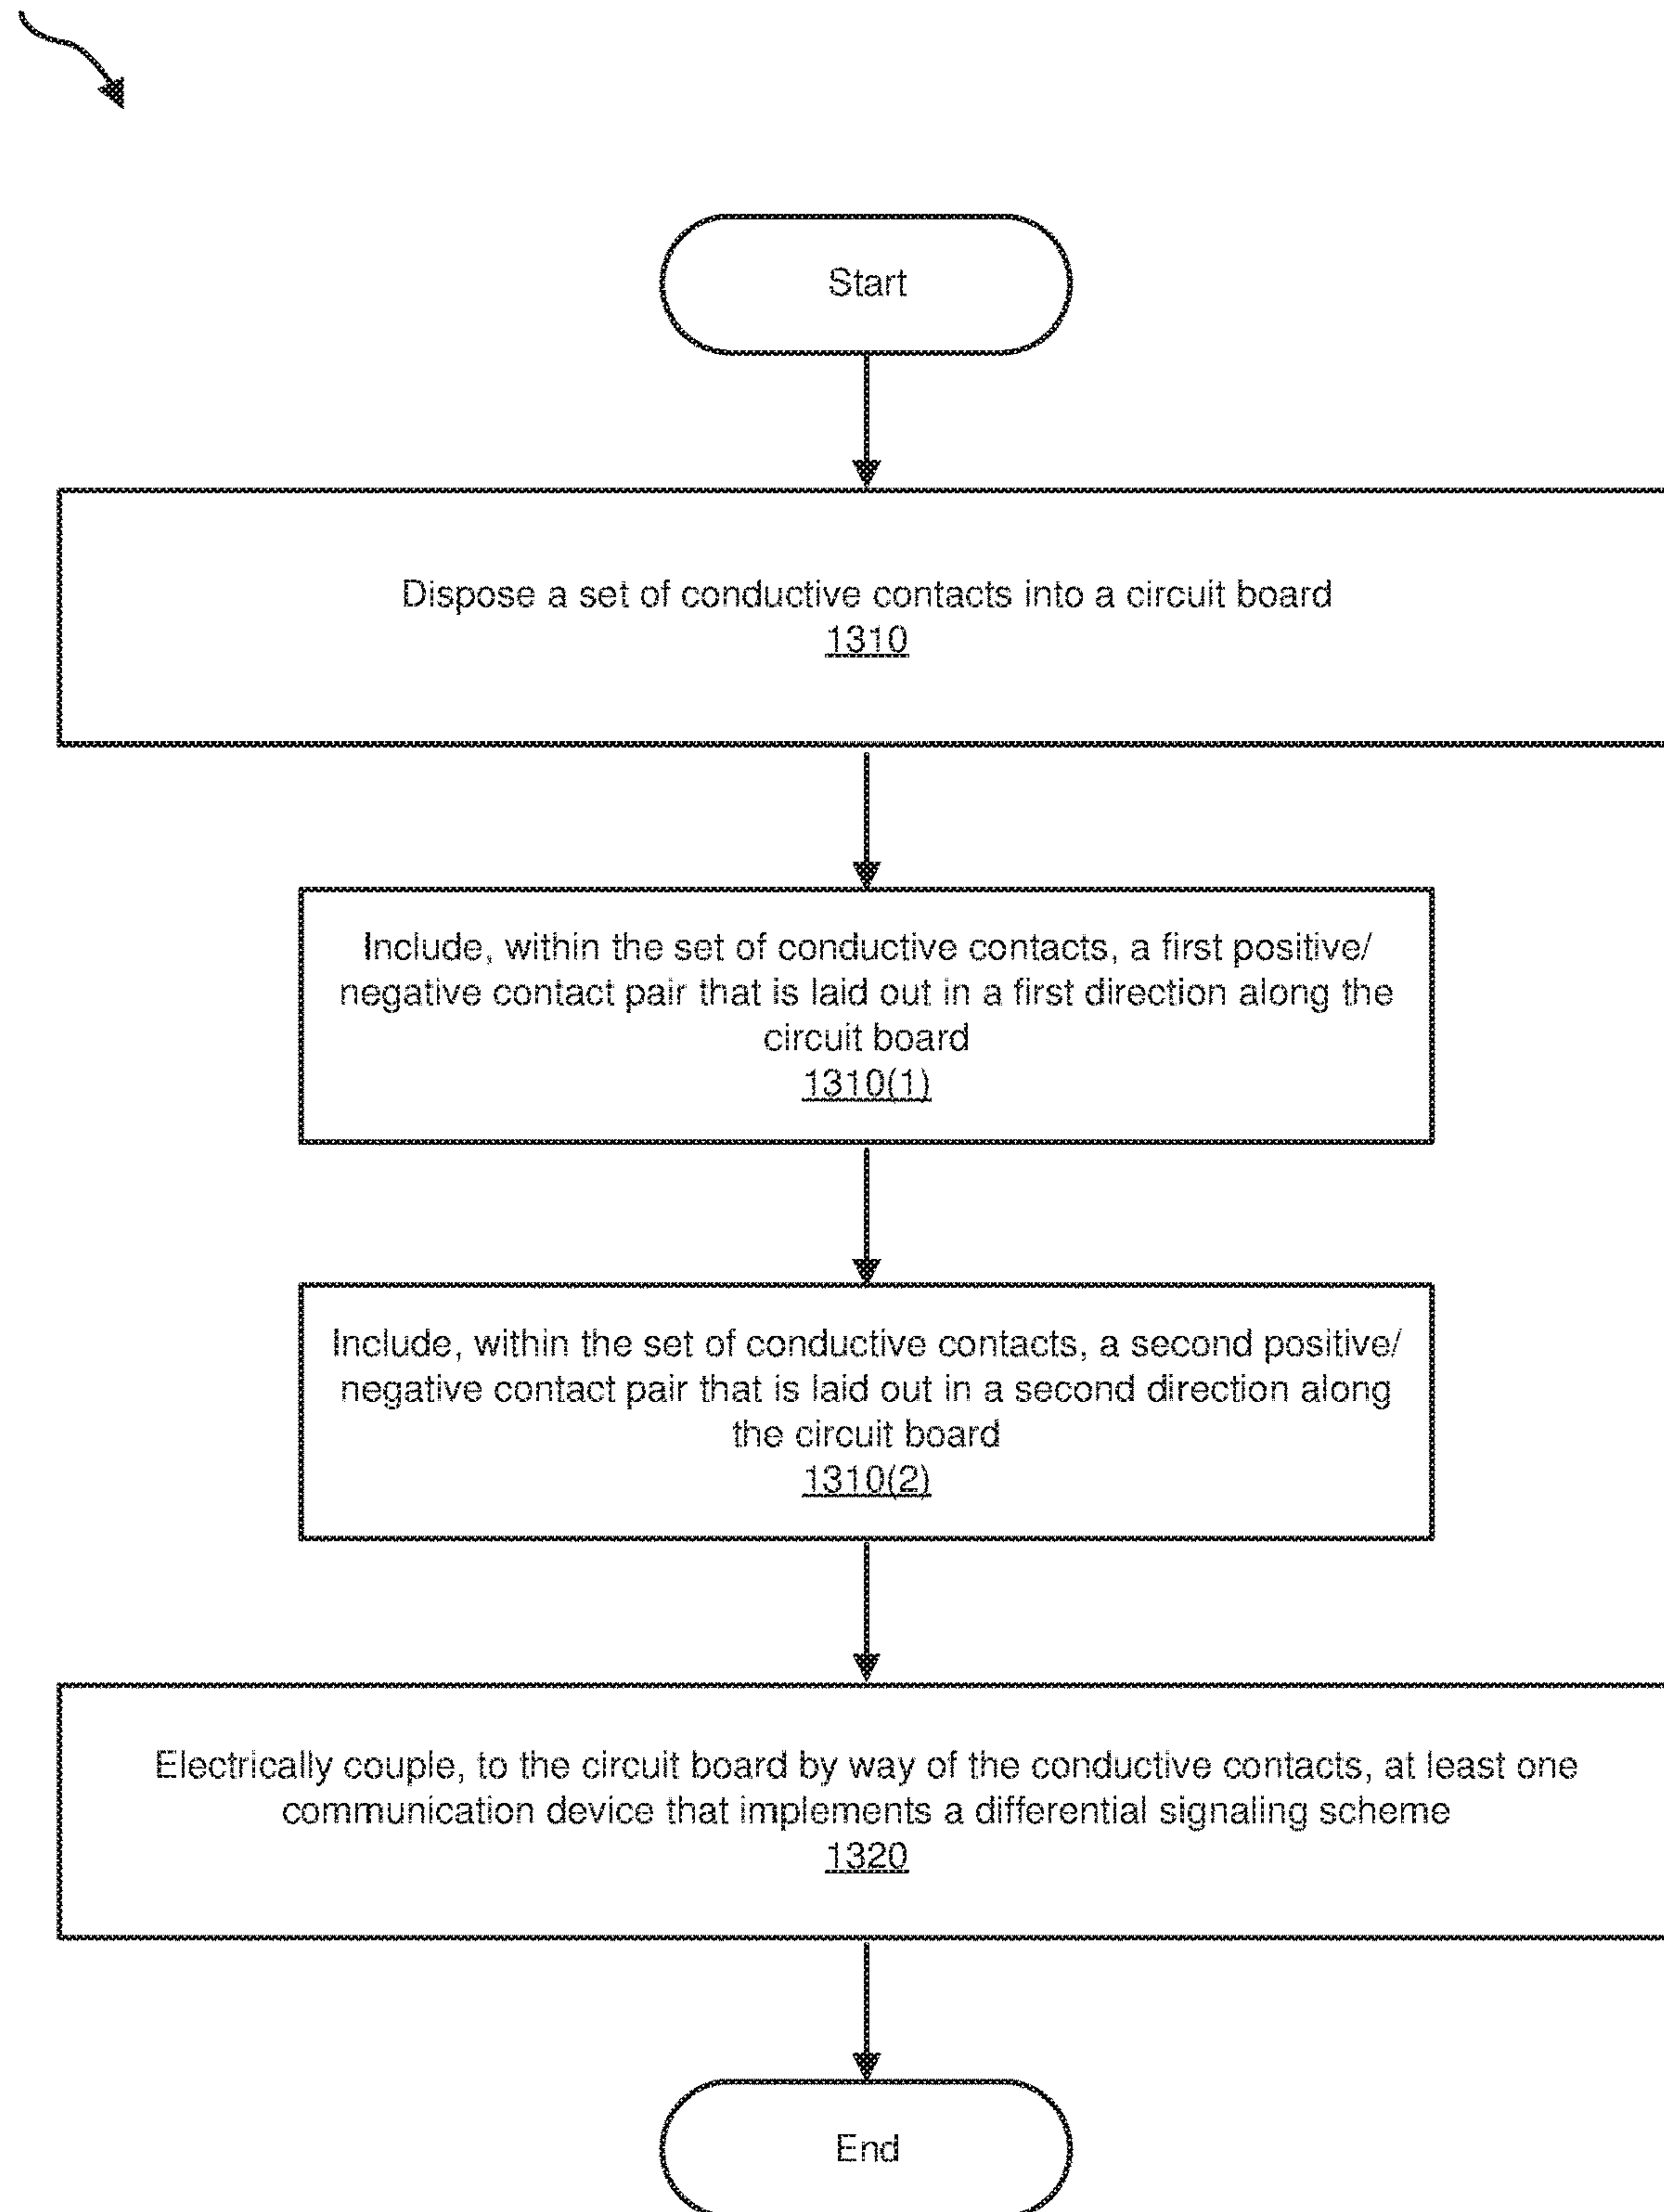 Start
Dispose a set of conductive contacts into a circuit board
1310
Include, within the set of conductive contacts, a first positive/
negative contact pair that is laid out in a first direction along the
circuit board
1310(1)
Include, within the set of conductive contacts, a second positive/
negative contact pair that is laid out in a second direction along
the circuit board
1310(2)
Electrically couple, to the circuit board by way of the conductive contacts, at least one
communication device that implements a differential signaling scheme
1320
End